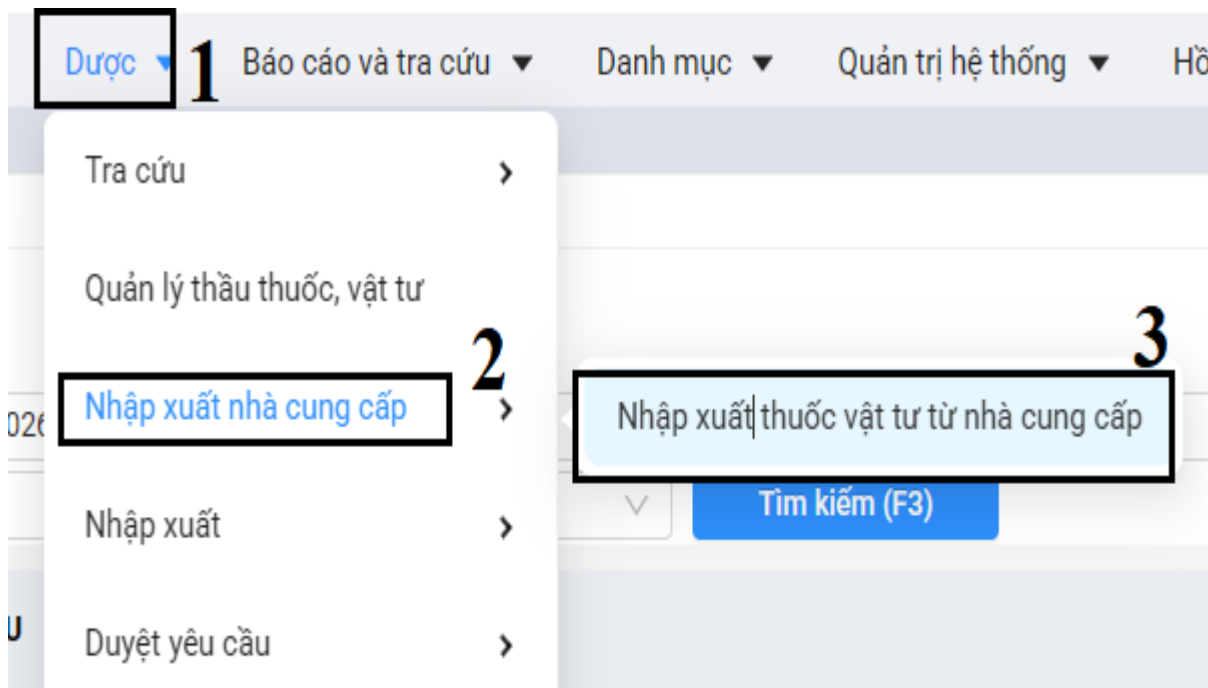 Dược 1 Báo cáo và tra cứu Danh mục Quản trị hệ thống Hồ
Tra cứu
Quản lý thầu thuốc, vật tư
2
3
026
Nhập xuất nhà cung cấp
Nhập xuất thuốc vật tư từ nhà cung cấp
Nhập xuất
Tìm kiếm (F3)
U
Duyệt yêu cầu